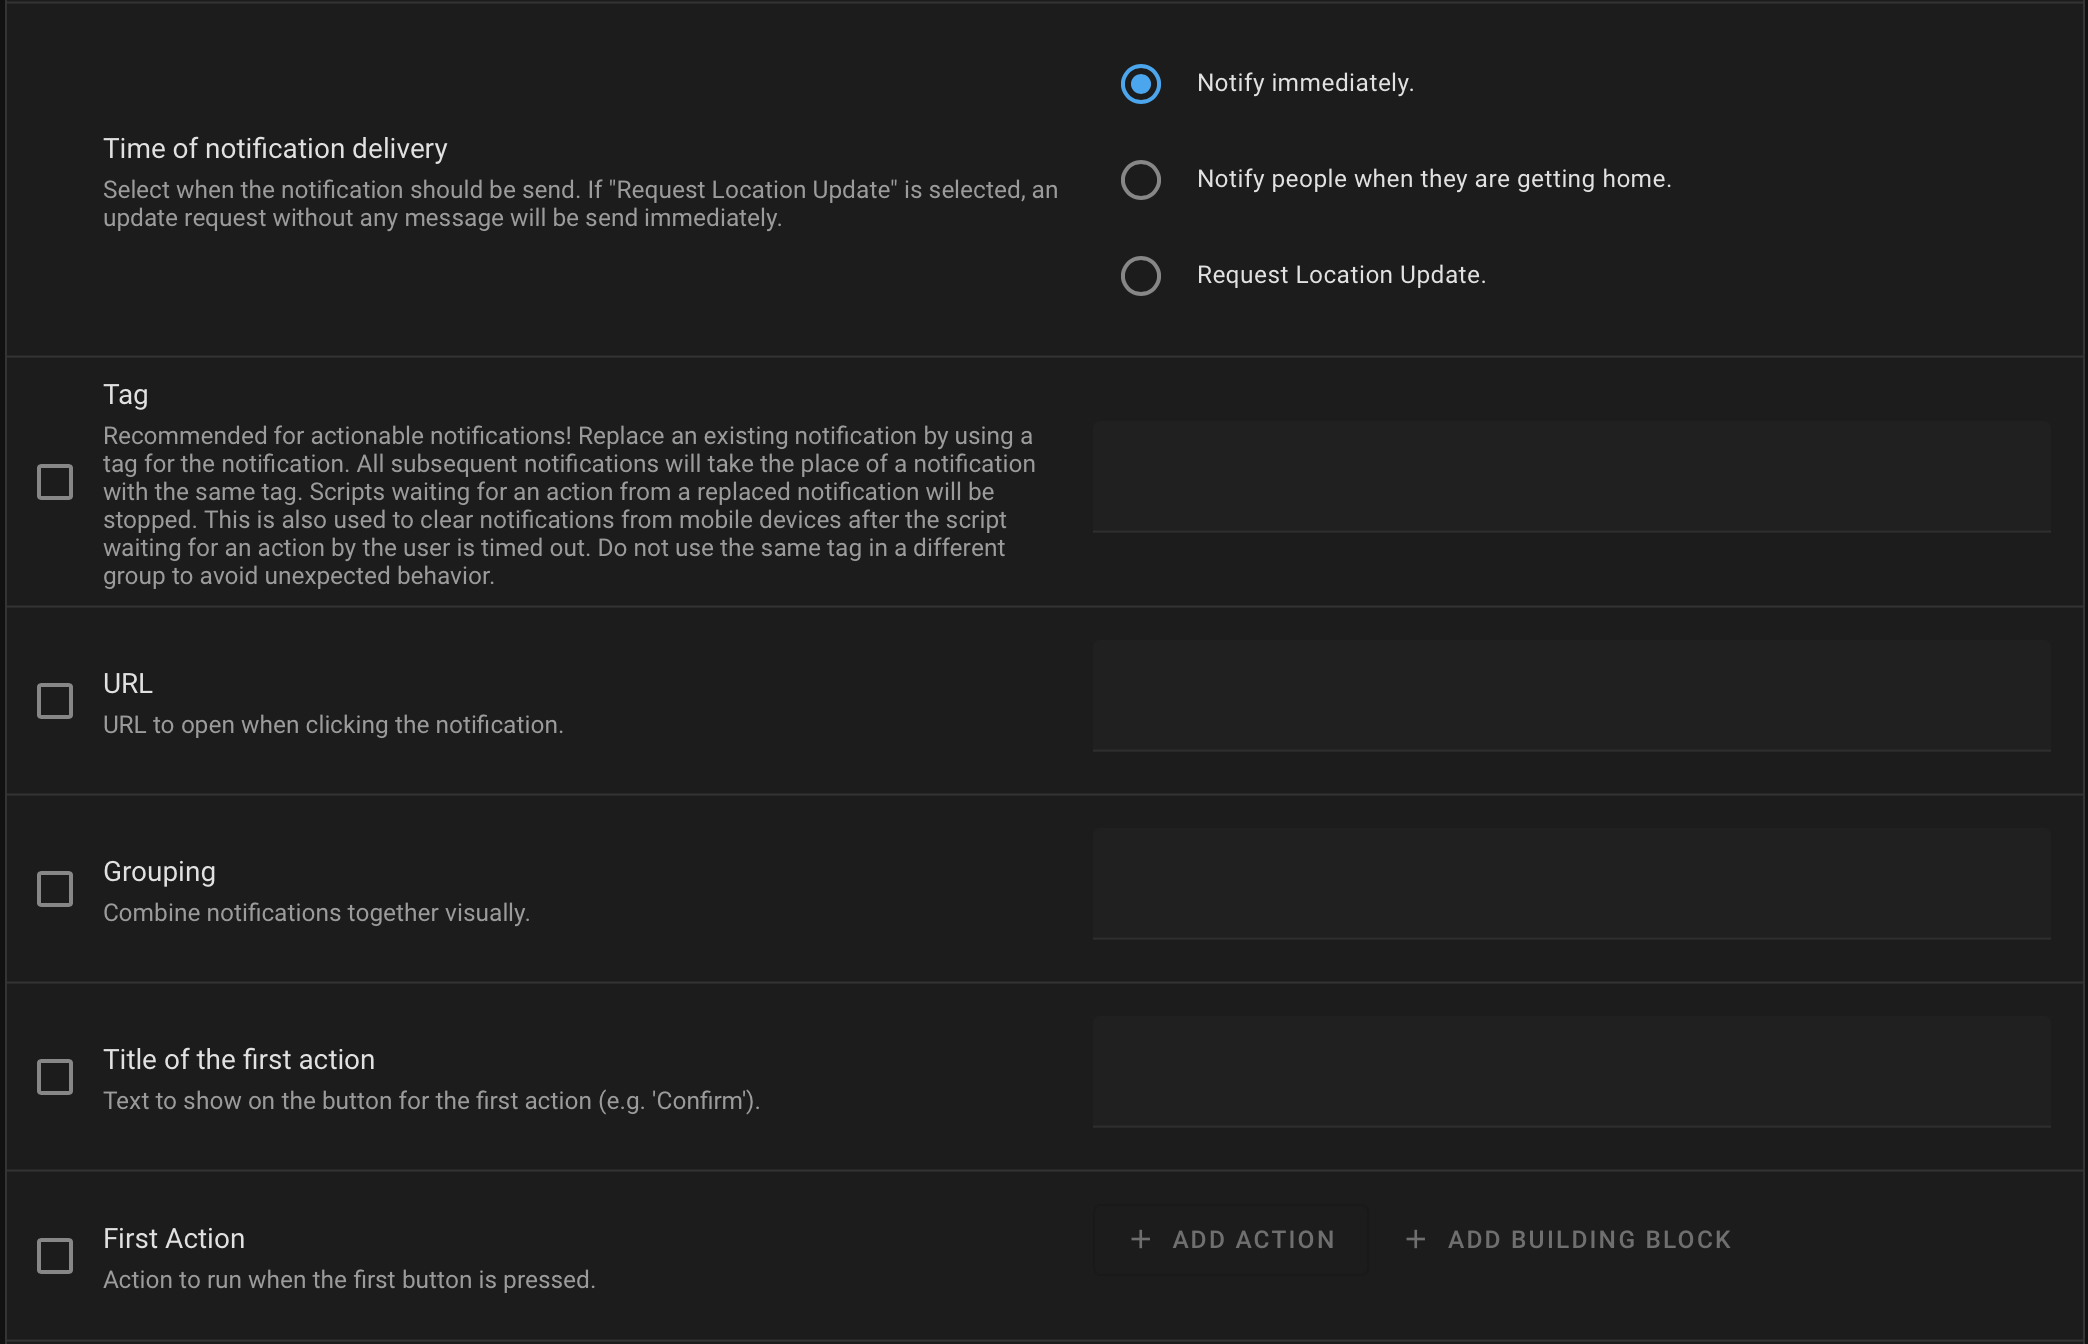 Notify immediately.
Time of notification delivery
Select when the notification should be send. If "Request Location Update" is selected, an
update request without any message will be send immediately.
Notify people when they are getting home.
Request Location Update.
Tag
Recommended for actionable notifications! Replace an existing notification by using a
tag for the notification. All subsequent notifications will take the place of a notification
with the same tag. Scripts waiting for an action from a replaced notification will be
stopped. This is also used to clear notifications from mobile devices after the script
waiting for an action by the user is timed out. Do not use the same tag in a different
group to avoid unexpected behavior.
URL
URL to open when clicking the notification.
Grouping
Combine notifications together visually.
Title of the first action
Text to show on the button for the first action (e.g. 'Confirm').
First Action
Action to run when the first button is pressed.
+ ADD ACTION
+ ADD BUILDING BLOCK